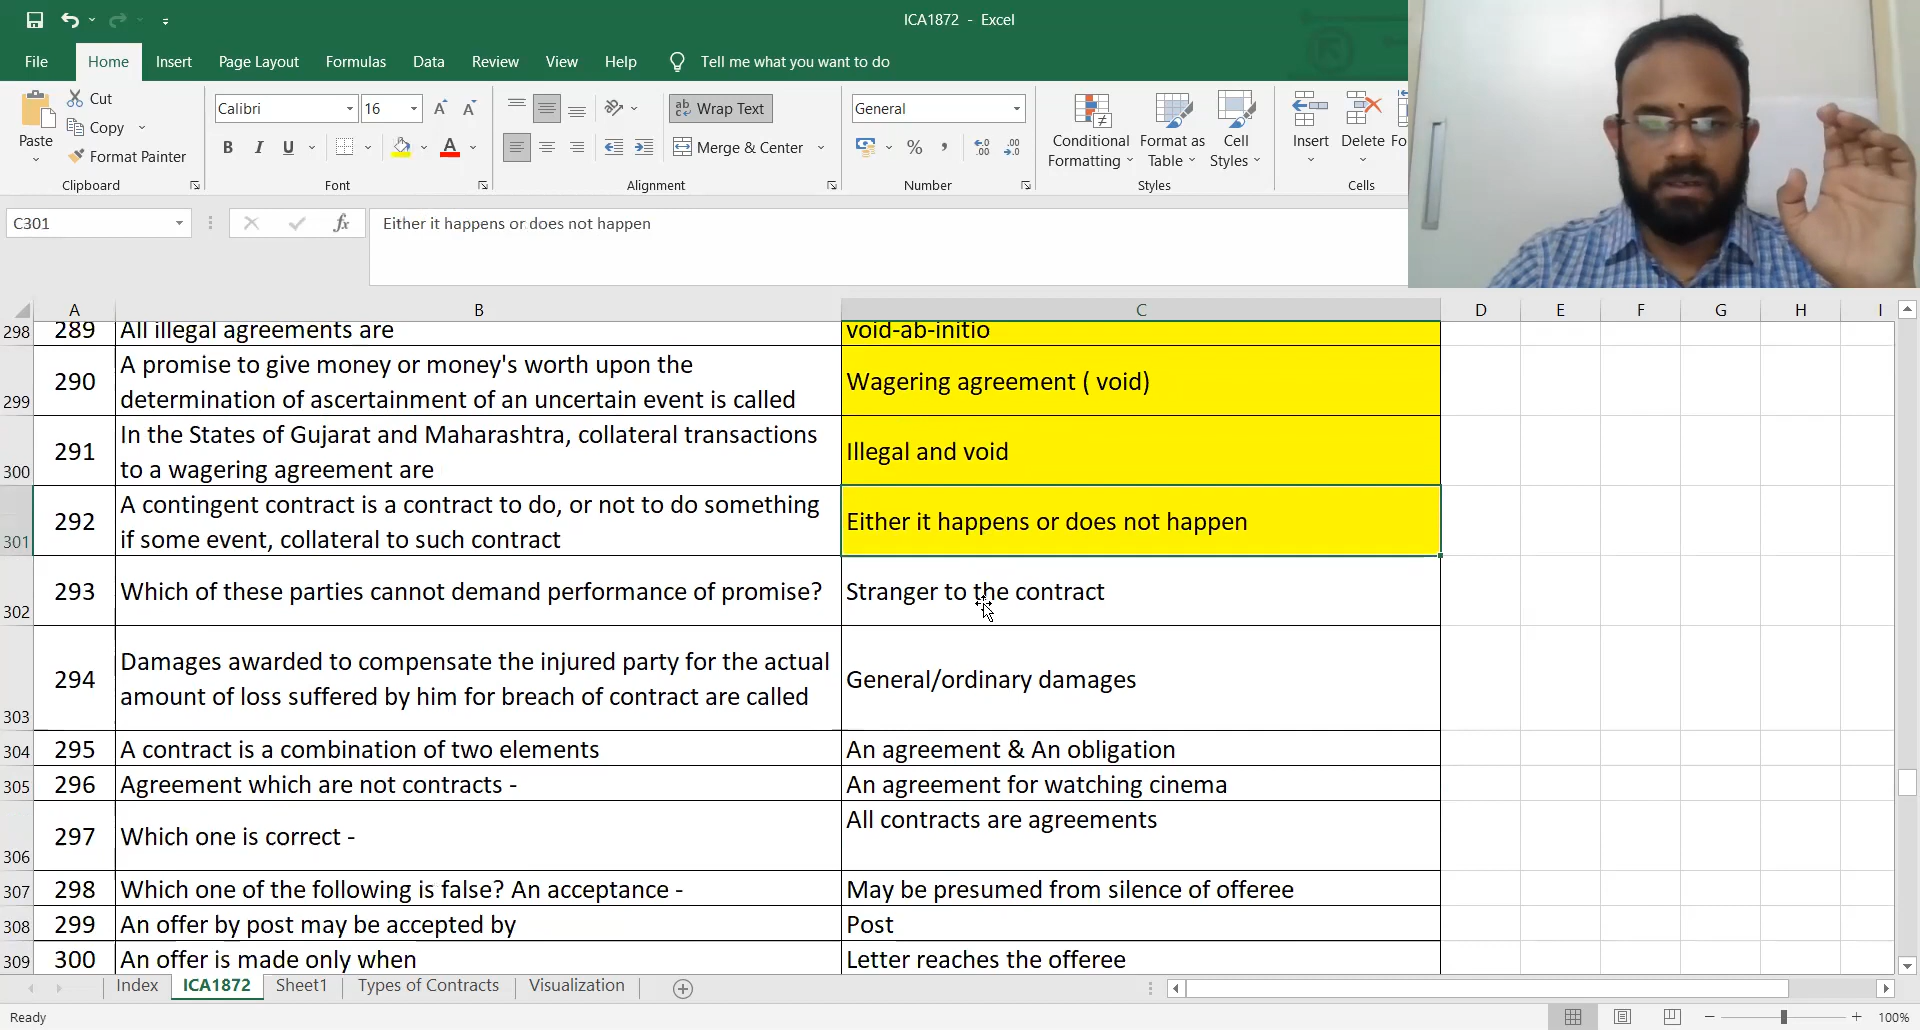 ICA1872 - Excel
File Home Insert Page Layout Formulas Data Review View Help Tell me what you want to do
Paste
Cut
Copy
Format Painter
Clipboard
Calibri 16
B I U
Font
Wrap Text
Merge & Center
Alignment
General
Number
Conditional Formatting
Format as Table
Cell Styles
Styles
Insert Delete Fo
Cells
C301
fx
Either it happens or does not happen
A B C D E F G H I
298 289 All illegal agreements are void-ab-initio
299 290 A promise to give money or money's worth upon the
determination of ascertainment of an uncertain event is called Wagering agreement ( void)
300 291 In the States of Gujarat and Maharashtra, collateral transactions
to a wagering agreement are Illegal and void
301 292 A contingent contract is a contract to do, or not to do something
if some event, collateral to such contract Either it happens or does not happen
302 293 Which of these parties cannot demand performance of promise? Stranger to the contract
303 294 Damages awarded to compensate the injured party for the actual
amount of loss suffered by him for breach of contract are called General/ordinary damages
304 295 A contract is a combination of two elements An agreement & An obligation
305 296 Agreement which are not contracts - An agreement for watching cinema
306 297 Which one is correct - All contracts are agreements
307 298 Which one of the following is false? An acceptance - May be presumed from silence of offeree
308 299 An offer by post may be accepted by Post
309 300 An offer is made only when Letter reaches the offeree
Index ICA1872 Sheet1 Types of Contracts Visualization
Ready 100%